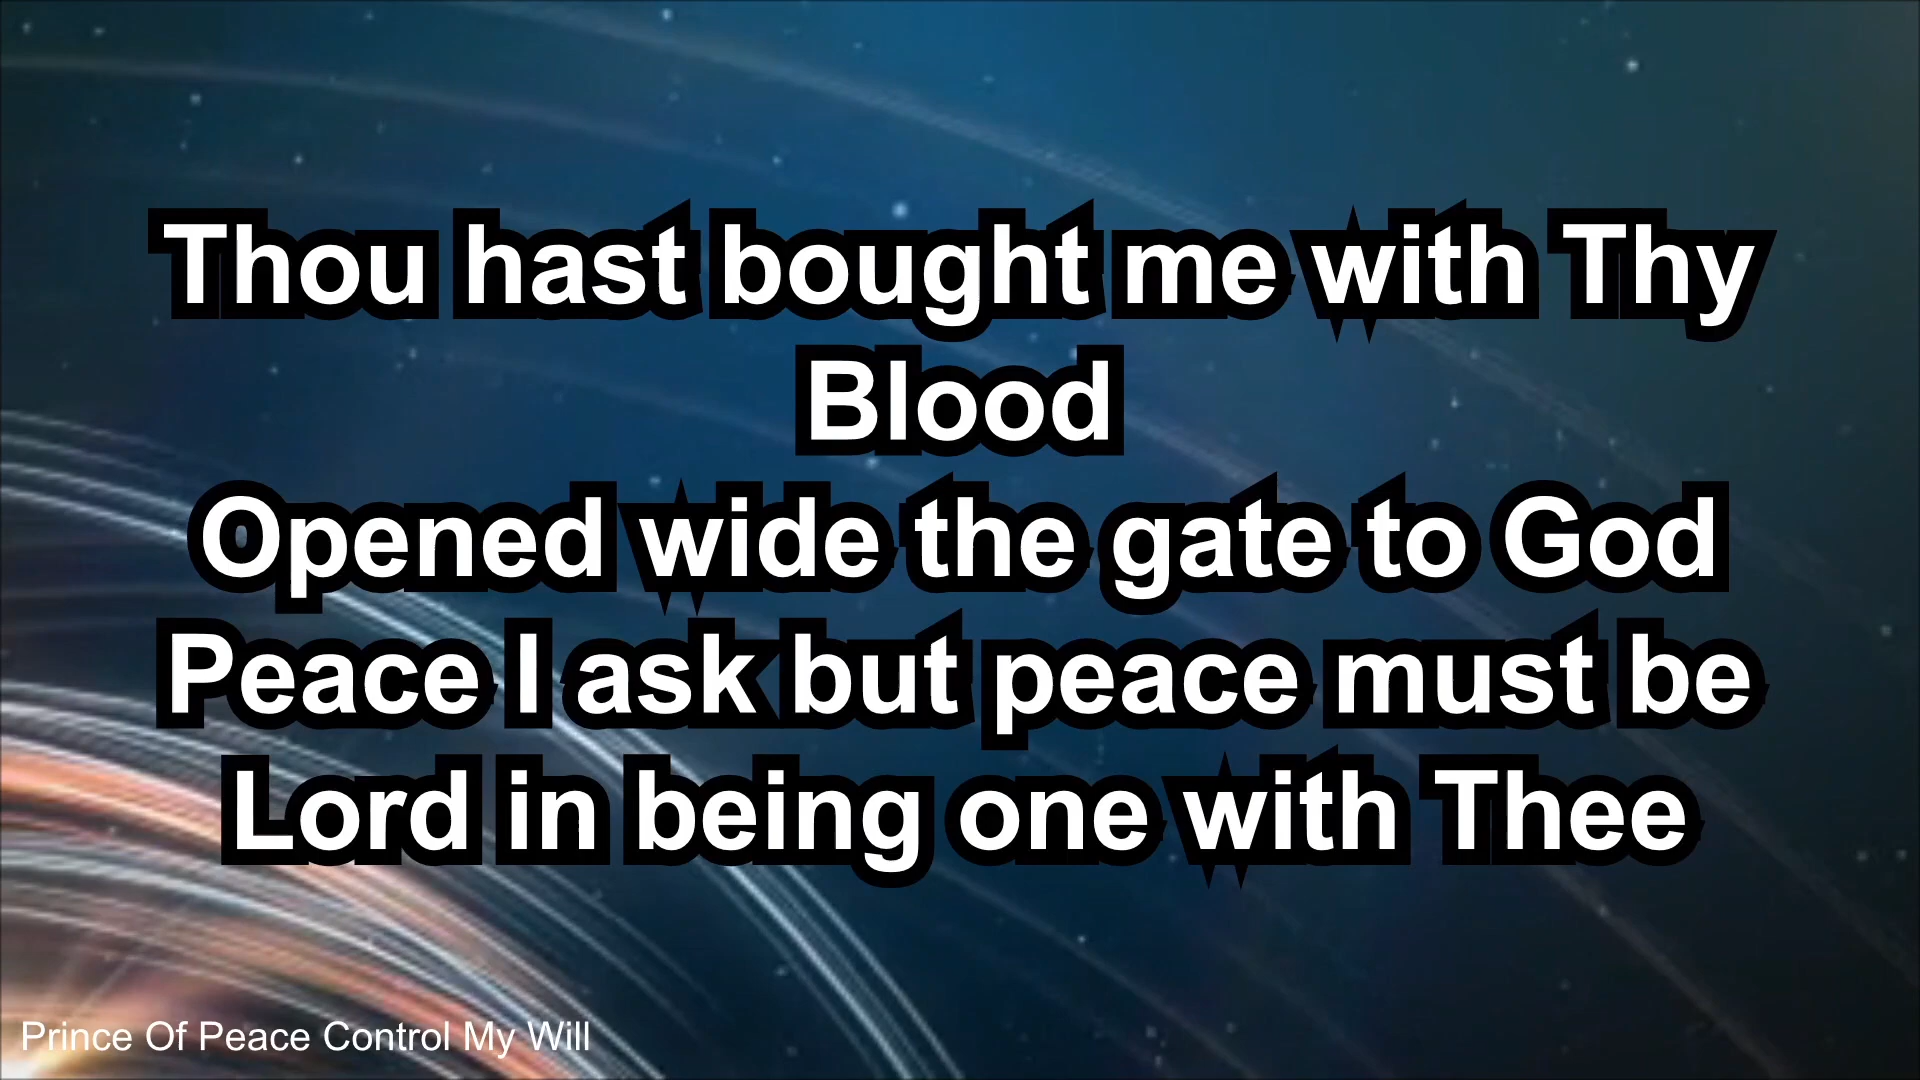 Thou hast bought me with Thy
Blood
Opened wide the gate to God
Peace I ask but peace must be
Lord in being one with Thee
Prince Of Peace Control My Will